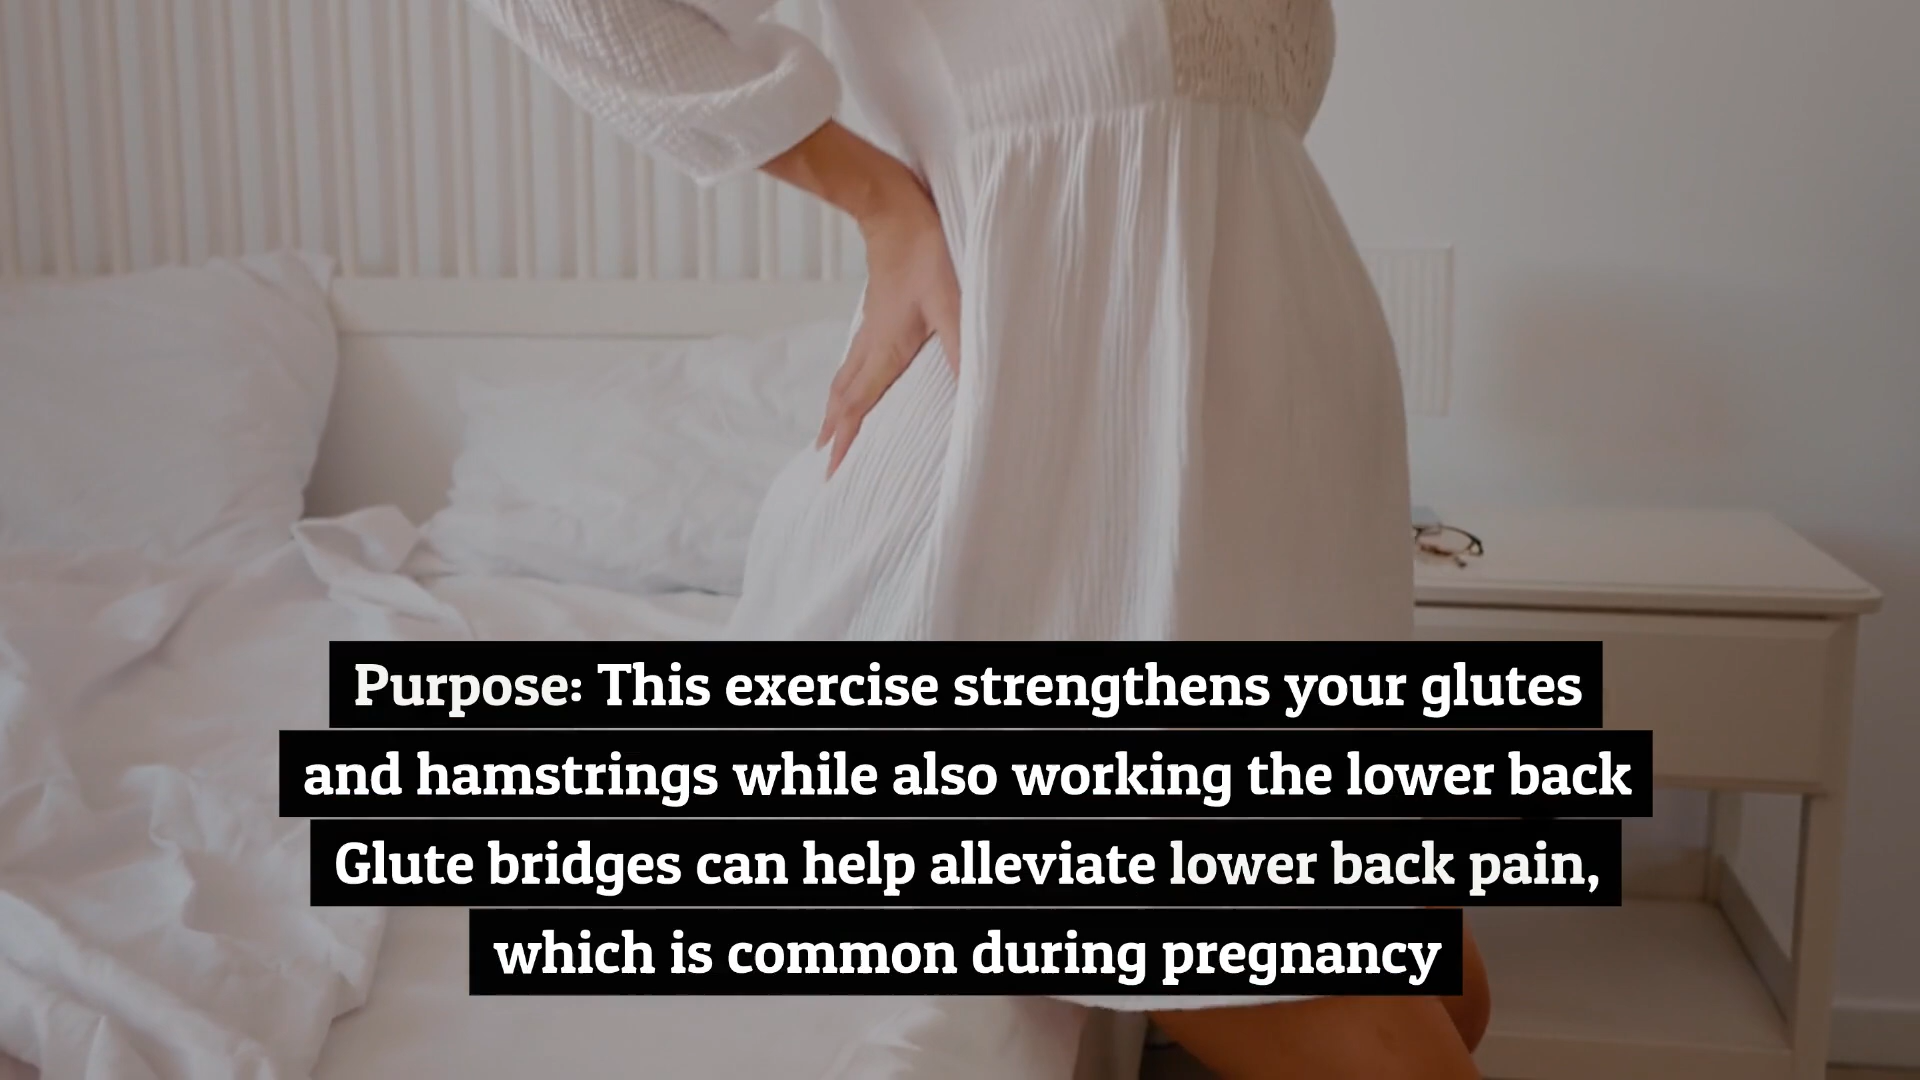 Purpose: This exercise strengthens your glutes
and hamstrings while also working the lower back
Glute bridges can help alleviate lower back pain,
which is common during pregnancy